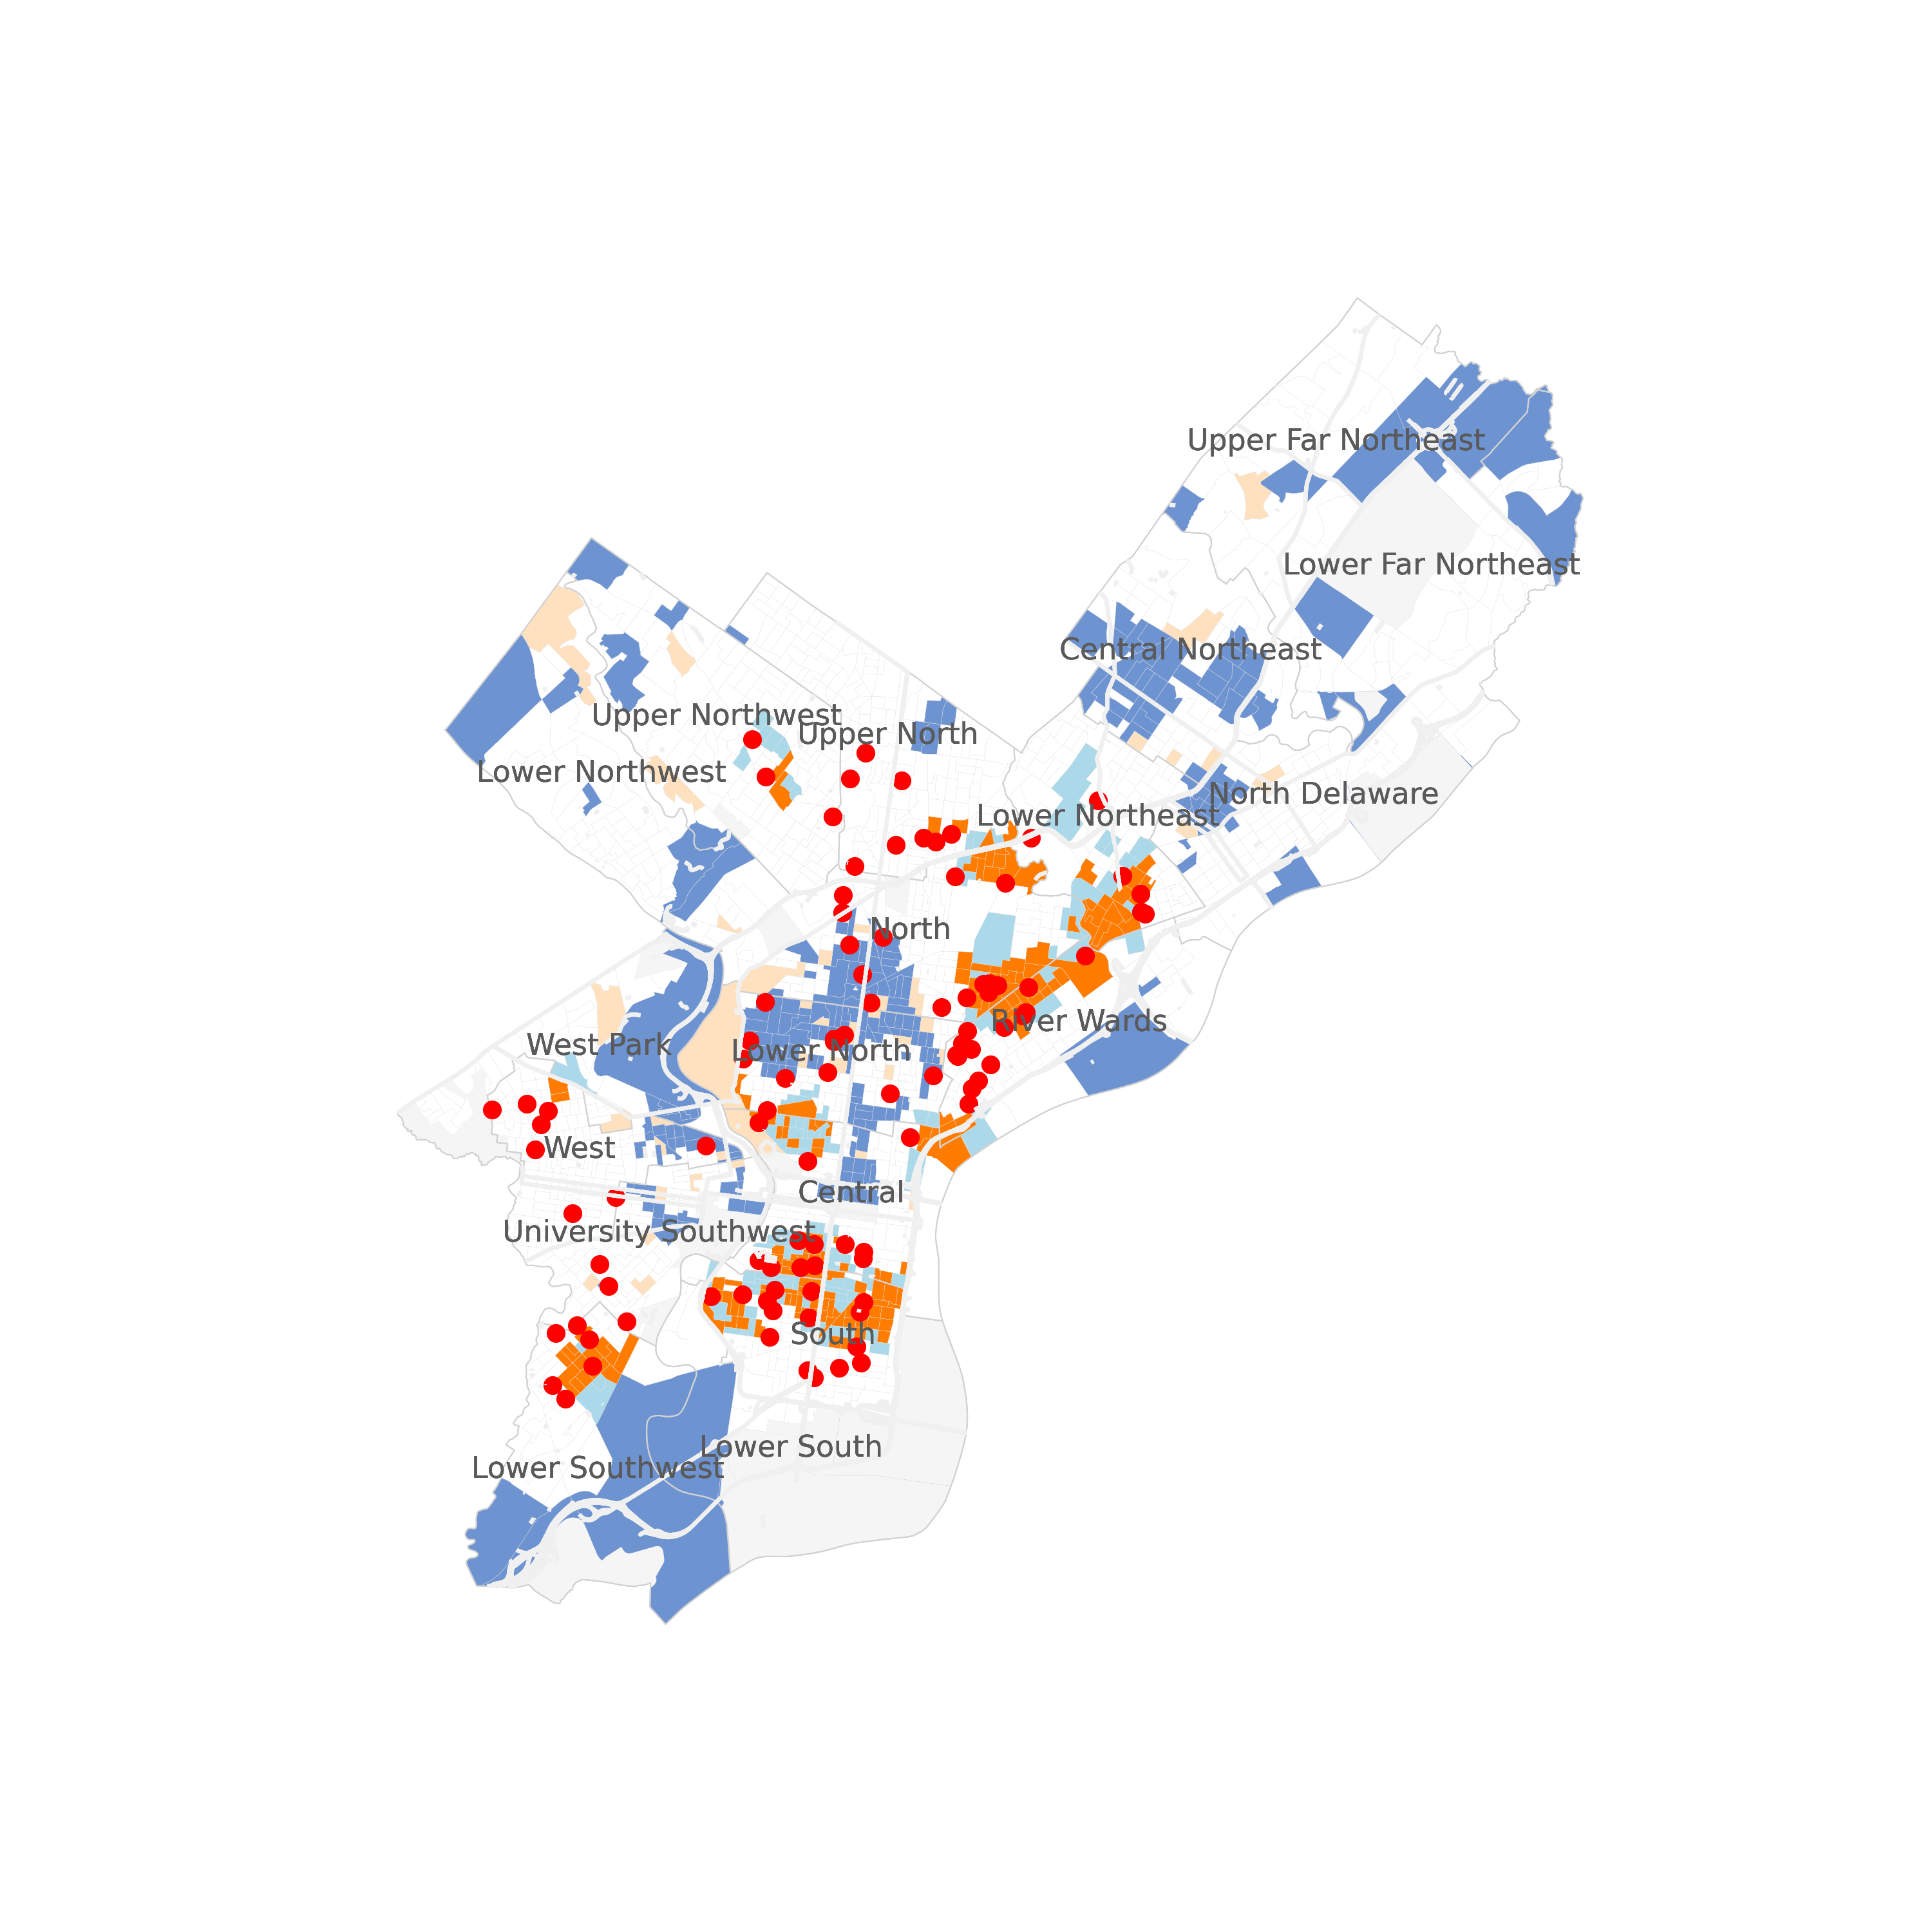 Upper Far Northeast
Lower Far Northeast
Central Northeast
Upper Northwest
Upper North
Lower Northwest
North Delaware
Lower Northeast
North
River Wards
West Park
Lower North
West
Central
University Southwest
South
Lower South
Lower Southwest